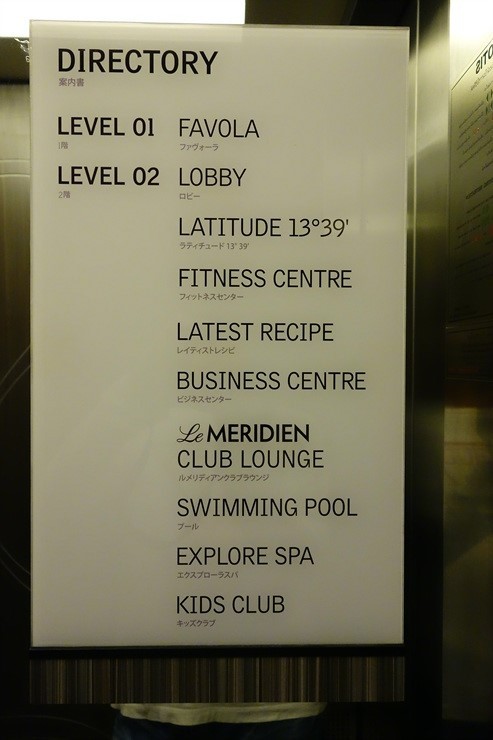 DIRECTORY
案内書
LEVEL 01 FAVOLA
1階 ファヴォーラ
LEVEL 02 LOBBY
2階 ロビー
LATITUDE 13°39'
ラティチュード 13°39'
FITNESS CENTRE
フィットネスセンター
LATEST RECIPE
レイティストレシピ
BUSINESS CENTRE
ビジネスセンター
Le MERIDIEN
CLUB LOUNGE
ルメリディアンクラブラウンジ
SWIMMING POOL
プール
EXPLORE SPA
エクスプローラスパ
KIDS CLUB
キッズクラブ
OTIS